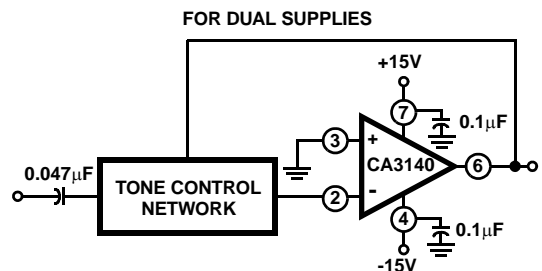 FOR DUAL SUPPLIES
+15V
7
0.1μF
3
+
CA3140
6
0.047μF
TONE CONTROL
NETWORK
2
-
4
0.1μF
-15V